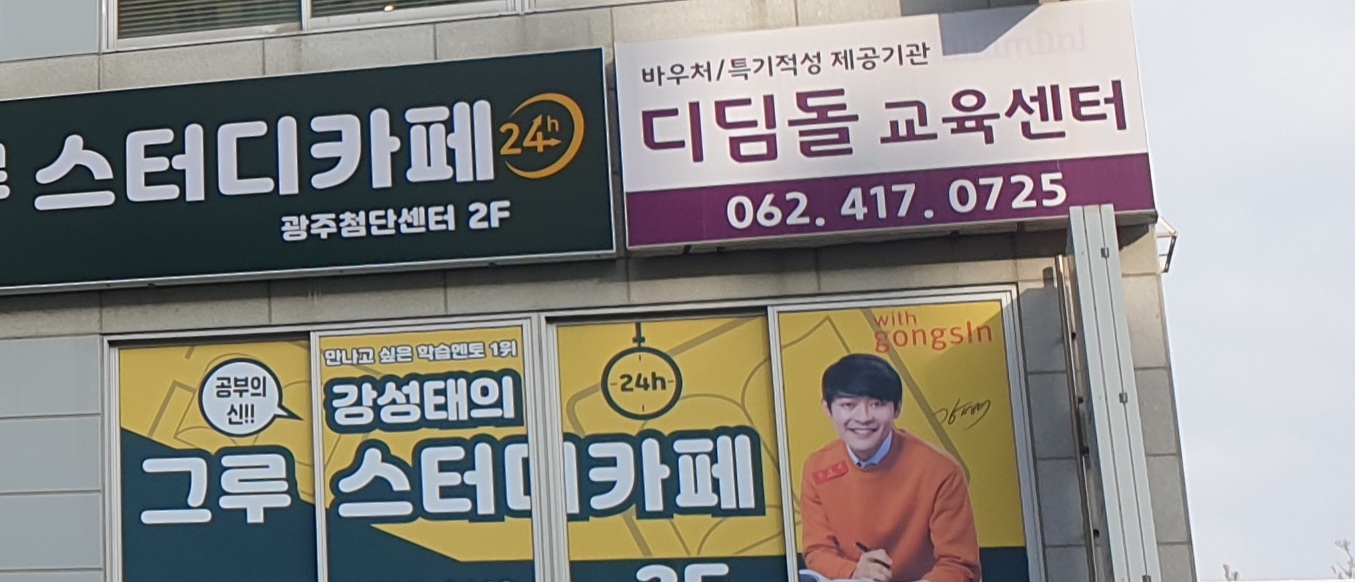 스터디카페 24h
광주첨단센터 2F
바우처/특기적성 제공기관
디딤돌 교육센터
062. 417. 0725
공부의
신!!
만나고 싶은 학습멘토 1위
강성태의
그루 스터디카페
24h
2F
with
gongsIn